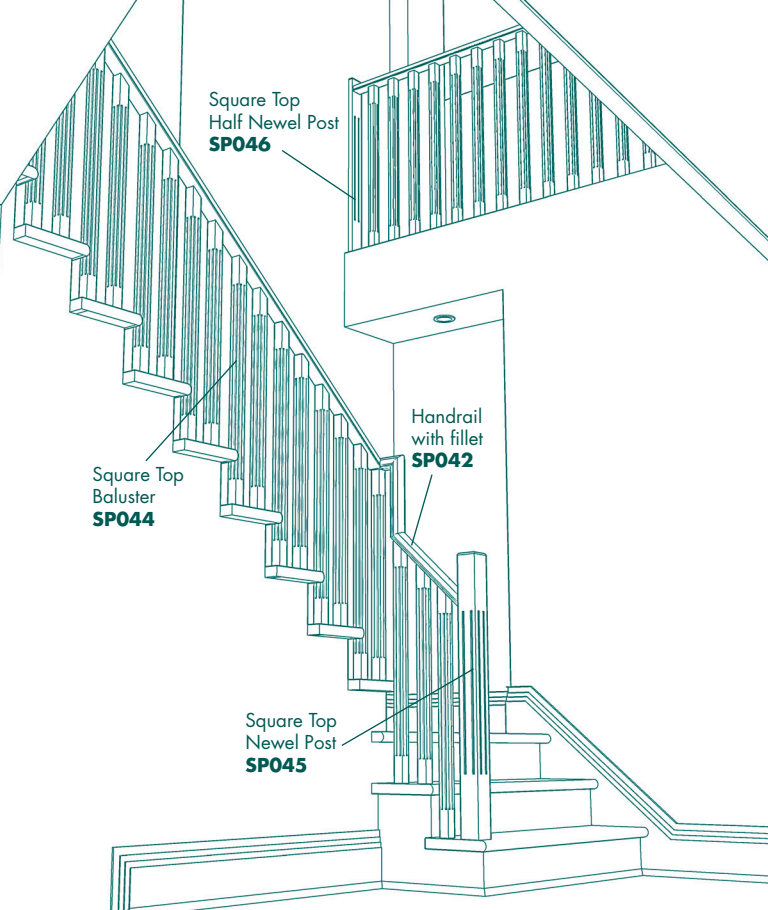 Square Top
Half Newel Post
SP046
Handrail
with fillet
SP042
Square Top
Baluster
SP044
Square Top
Newel Post
SP045